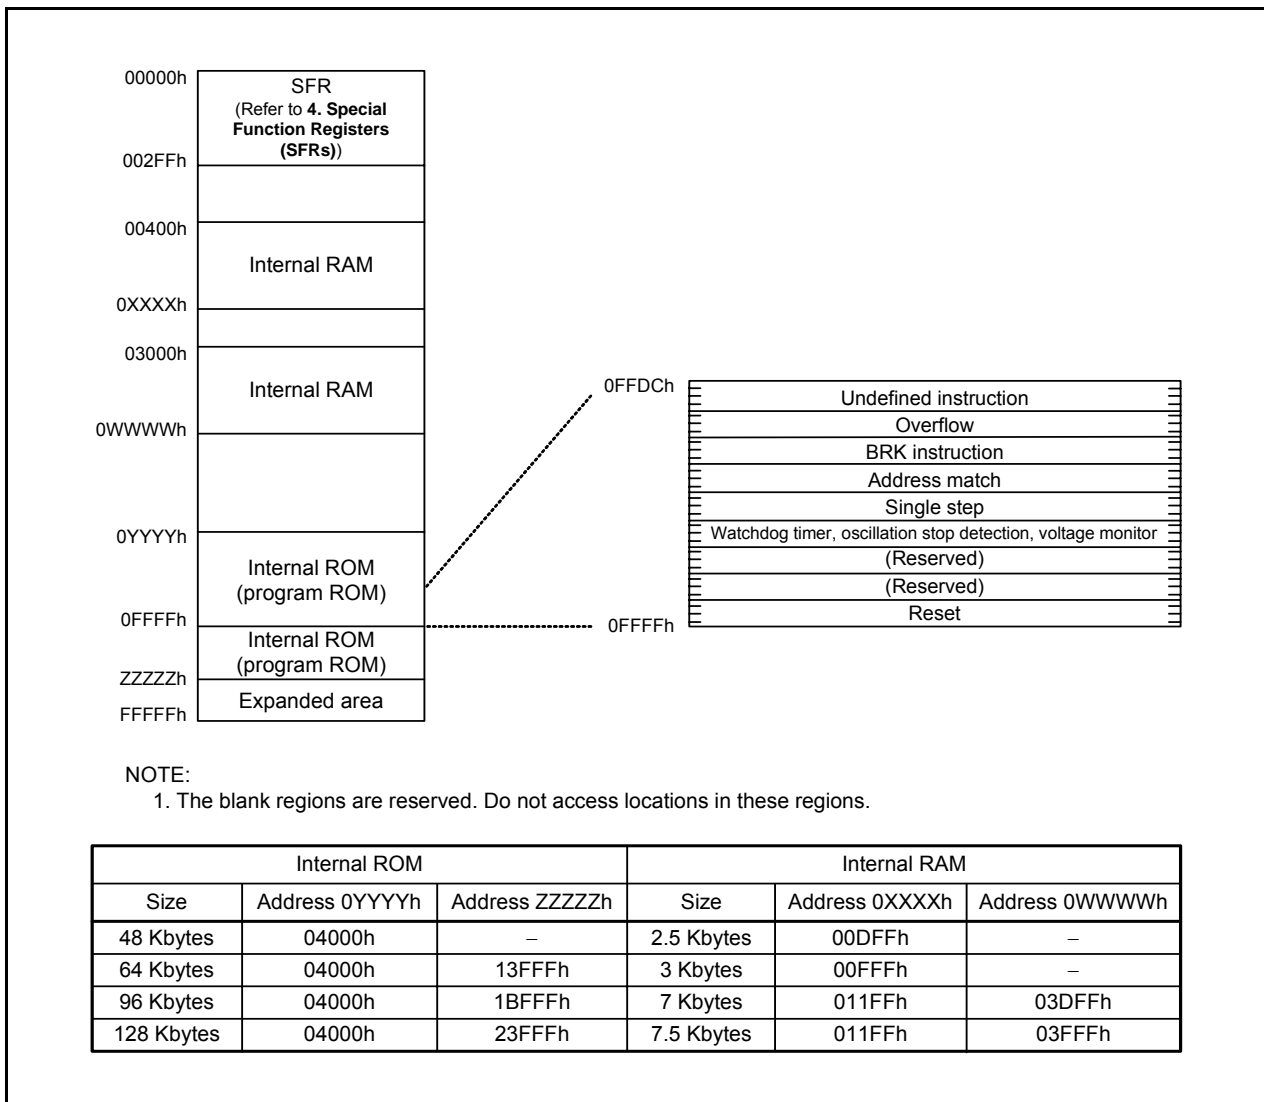 00000h
SFR
(Refer to 4. Special
Function Registers
(SFRs))
002FFh
00400h
Internal RAM
0XXXXh
03000h
Internal RAM
0WWWWh
0YYYYh
Internal ROM
(program ROM)
0FFFFh
Internal ROM
(program ROM)
ZZZZZh
Expanded area
FFFFFh
0FFDCh
Undefined instruction
Overflow
BRK instruction
Address match
Single step
Watchdog timer, oscillation stop detection, voltage monitor
(Reserved)
(Reserved)
Reset
0FFFFh
NOTE:
1. The blank regions are reserved. Do not access locations in these regions.
Internal ROM Internal RAM
Size Address 0YYYYh Address ZZZZZh Size Address 0XXXXh Address 0WWWWh
48 Kbytes 04000h – 2.5 Kbytes 00DFFh –
64 Kbytes 04000h 13FFFh 3 Kbytes 00FFFh –
96 Kbytes 04000h 1BFFFh 7 Kbytes 011FFh 03DFFh
128 Kbytes 04000h 23FFFh 7.5 Kbytes 011FFh 03FFFh